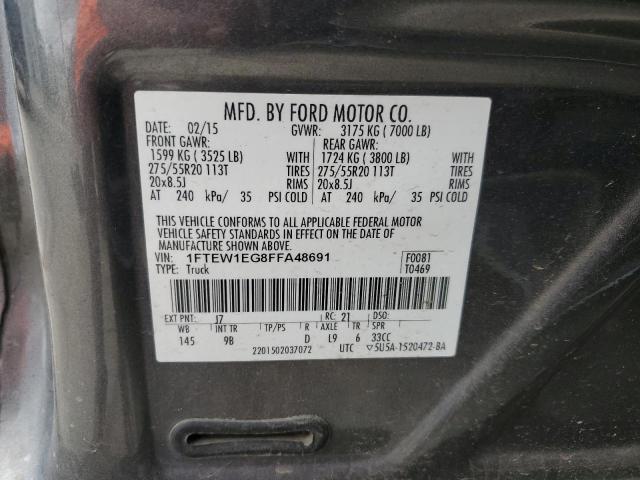 MFD. BY FORD MOTOR CO.
DATE: 02/15 GVWR: 3175 KG ( 7000 LB)
FRONT GAWR: REAR GAWR:
1599 KG ( 3525 LB) WITH 1724 KG ( 3800 LB) WITH
275/55R20 113T TIRES 275/55R20 113T TIRES
20x8.5J RIMS 20x8.5J RIMS
AT 240 kPa/ 35 PSI COLD AT 240 kPa/ 35 PSI COLD
THIS VEHICLE CONFORMS TO ALL APPLICABLE FEDERAL MOTOR
VEHICLE SAFETY STANDARDS IN EFFECT ON THE DATE OF
MANUFACTURE SHOWN ABOVE.
VIN: 1FTEW1EG8FFA48691 F0081
TYPE: Truck T0469
EXT PNT: J7 RC: 21 DSO:
WB INT TR TP/PS R AXLE TR SPR
145 9B D L9 6 33CC
2201502037072 UTC ▽5U5A-1520472-BA